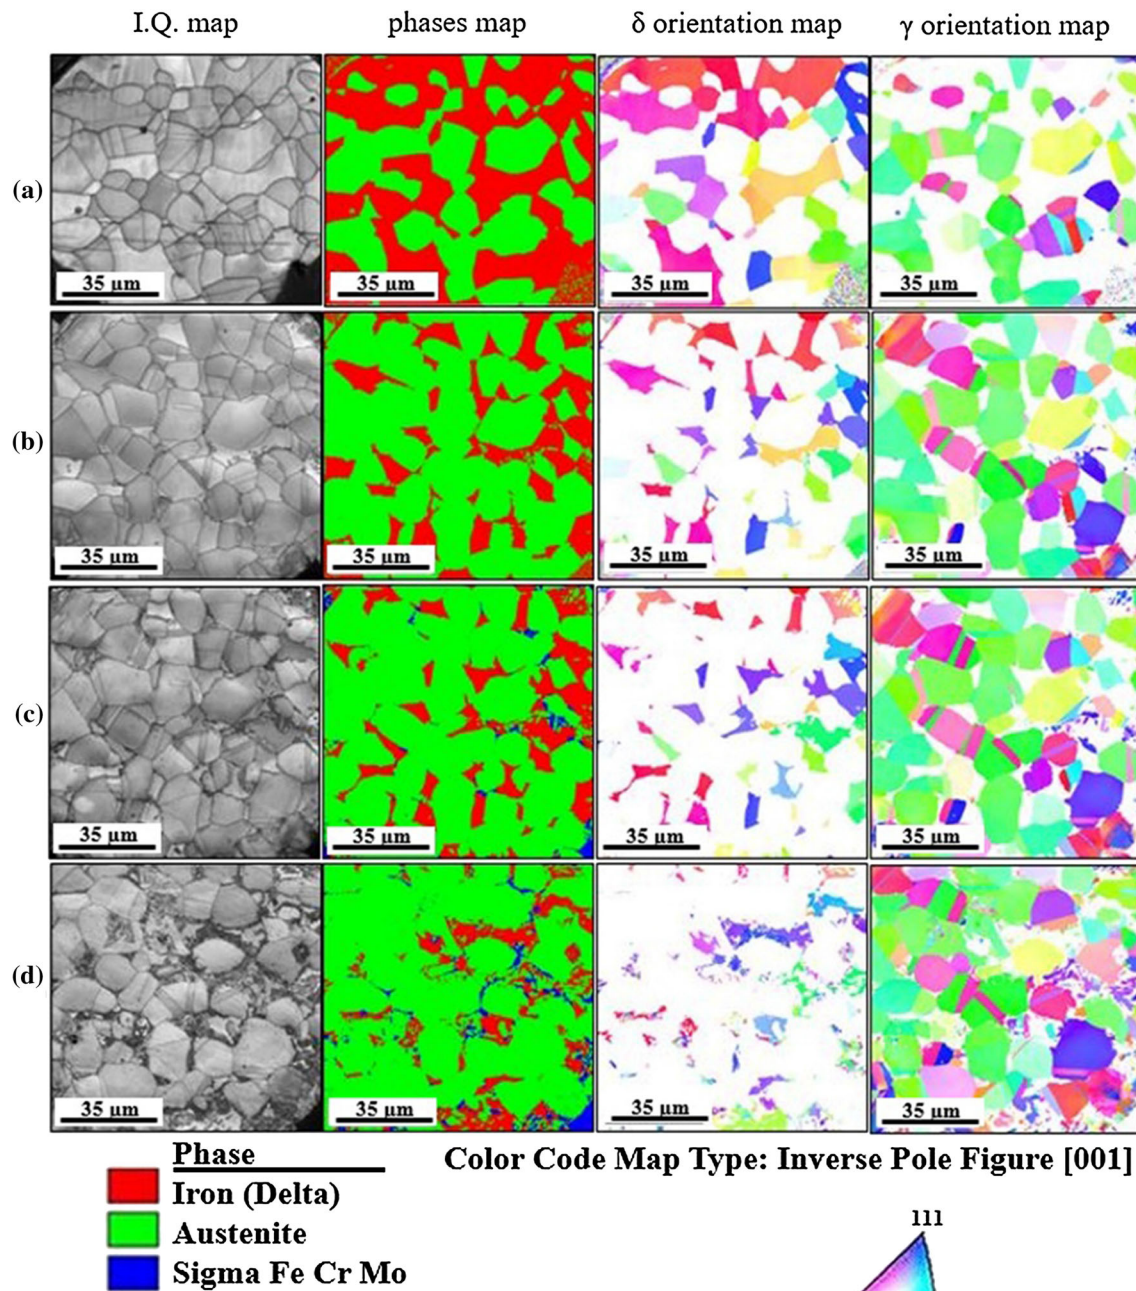 I.Q. map phases map δ orientation map γ orientation map
(a)
35 µm 35 µm 35 µm 35 µm
(b)
35 µm 35 µm 35 µm 35 µm
(c)
35 µm 35 µm 35 µm 35 µm
(d)
35 µm 35 µm 35 µm 35 µm
Phase Color Code Map Type: Inverse Pole Figure [001]
Iron (Delta)
111
Austenite
Sigma Fe Cr Mo